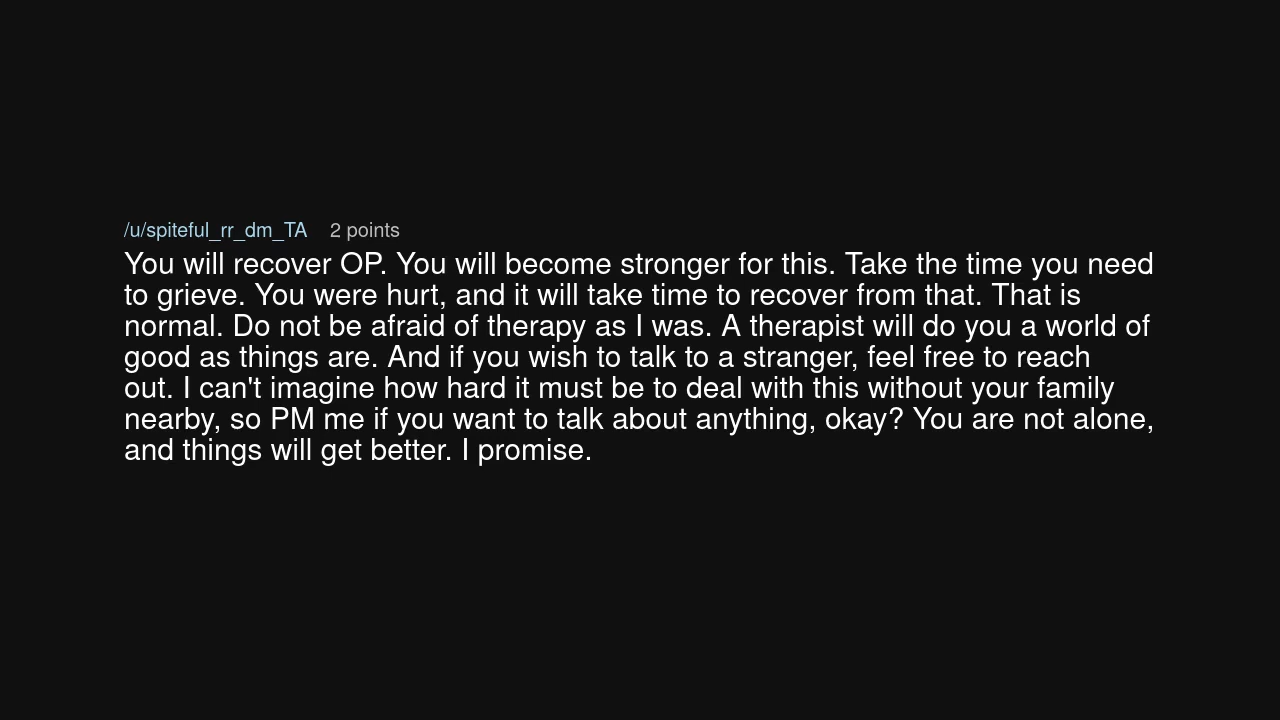 /u/spiteful_rr_dm_TA 2 points
You will recover OP. You will become stronger for this. Take the time you need
to grieve. You were hurt, and it will take time to recover from that. That is
normal. Do not be afraid of therapy as I was. A therapist will do you a world of
good as things are. And if you wish to talk to a stranger, feel free to reach
out. I can't imagine how hard it must be to deal with this without your family
nearby, so PM me if you want to talk about anything, okay? You are not alone,
and things will get better. I promise.